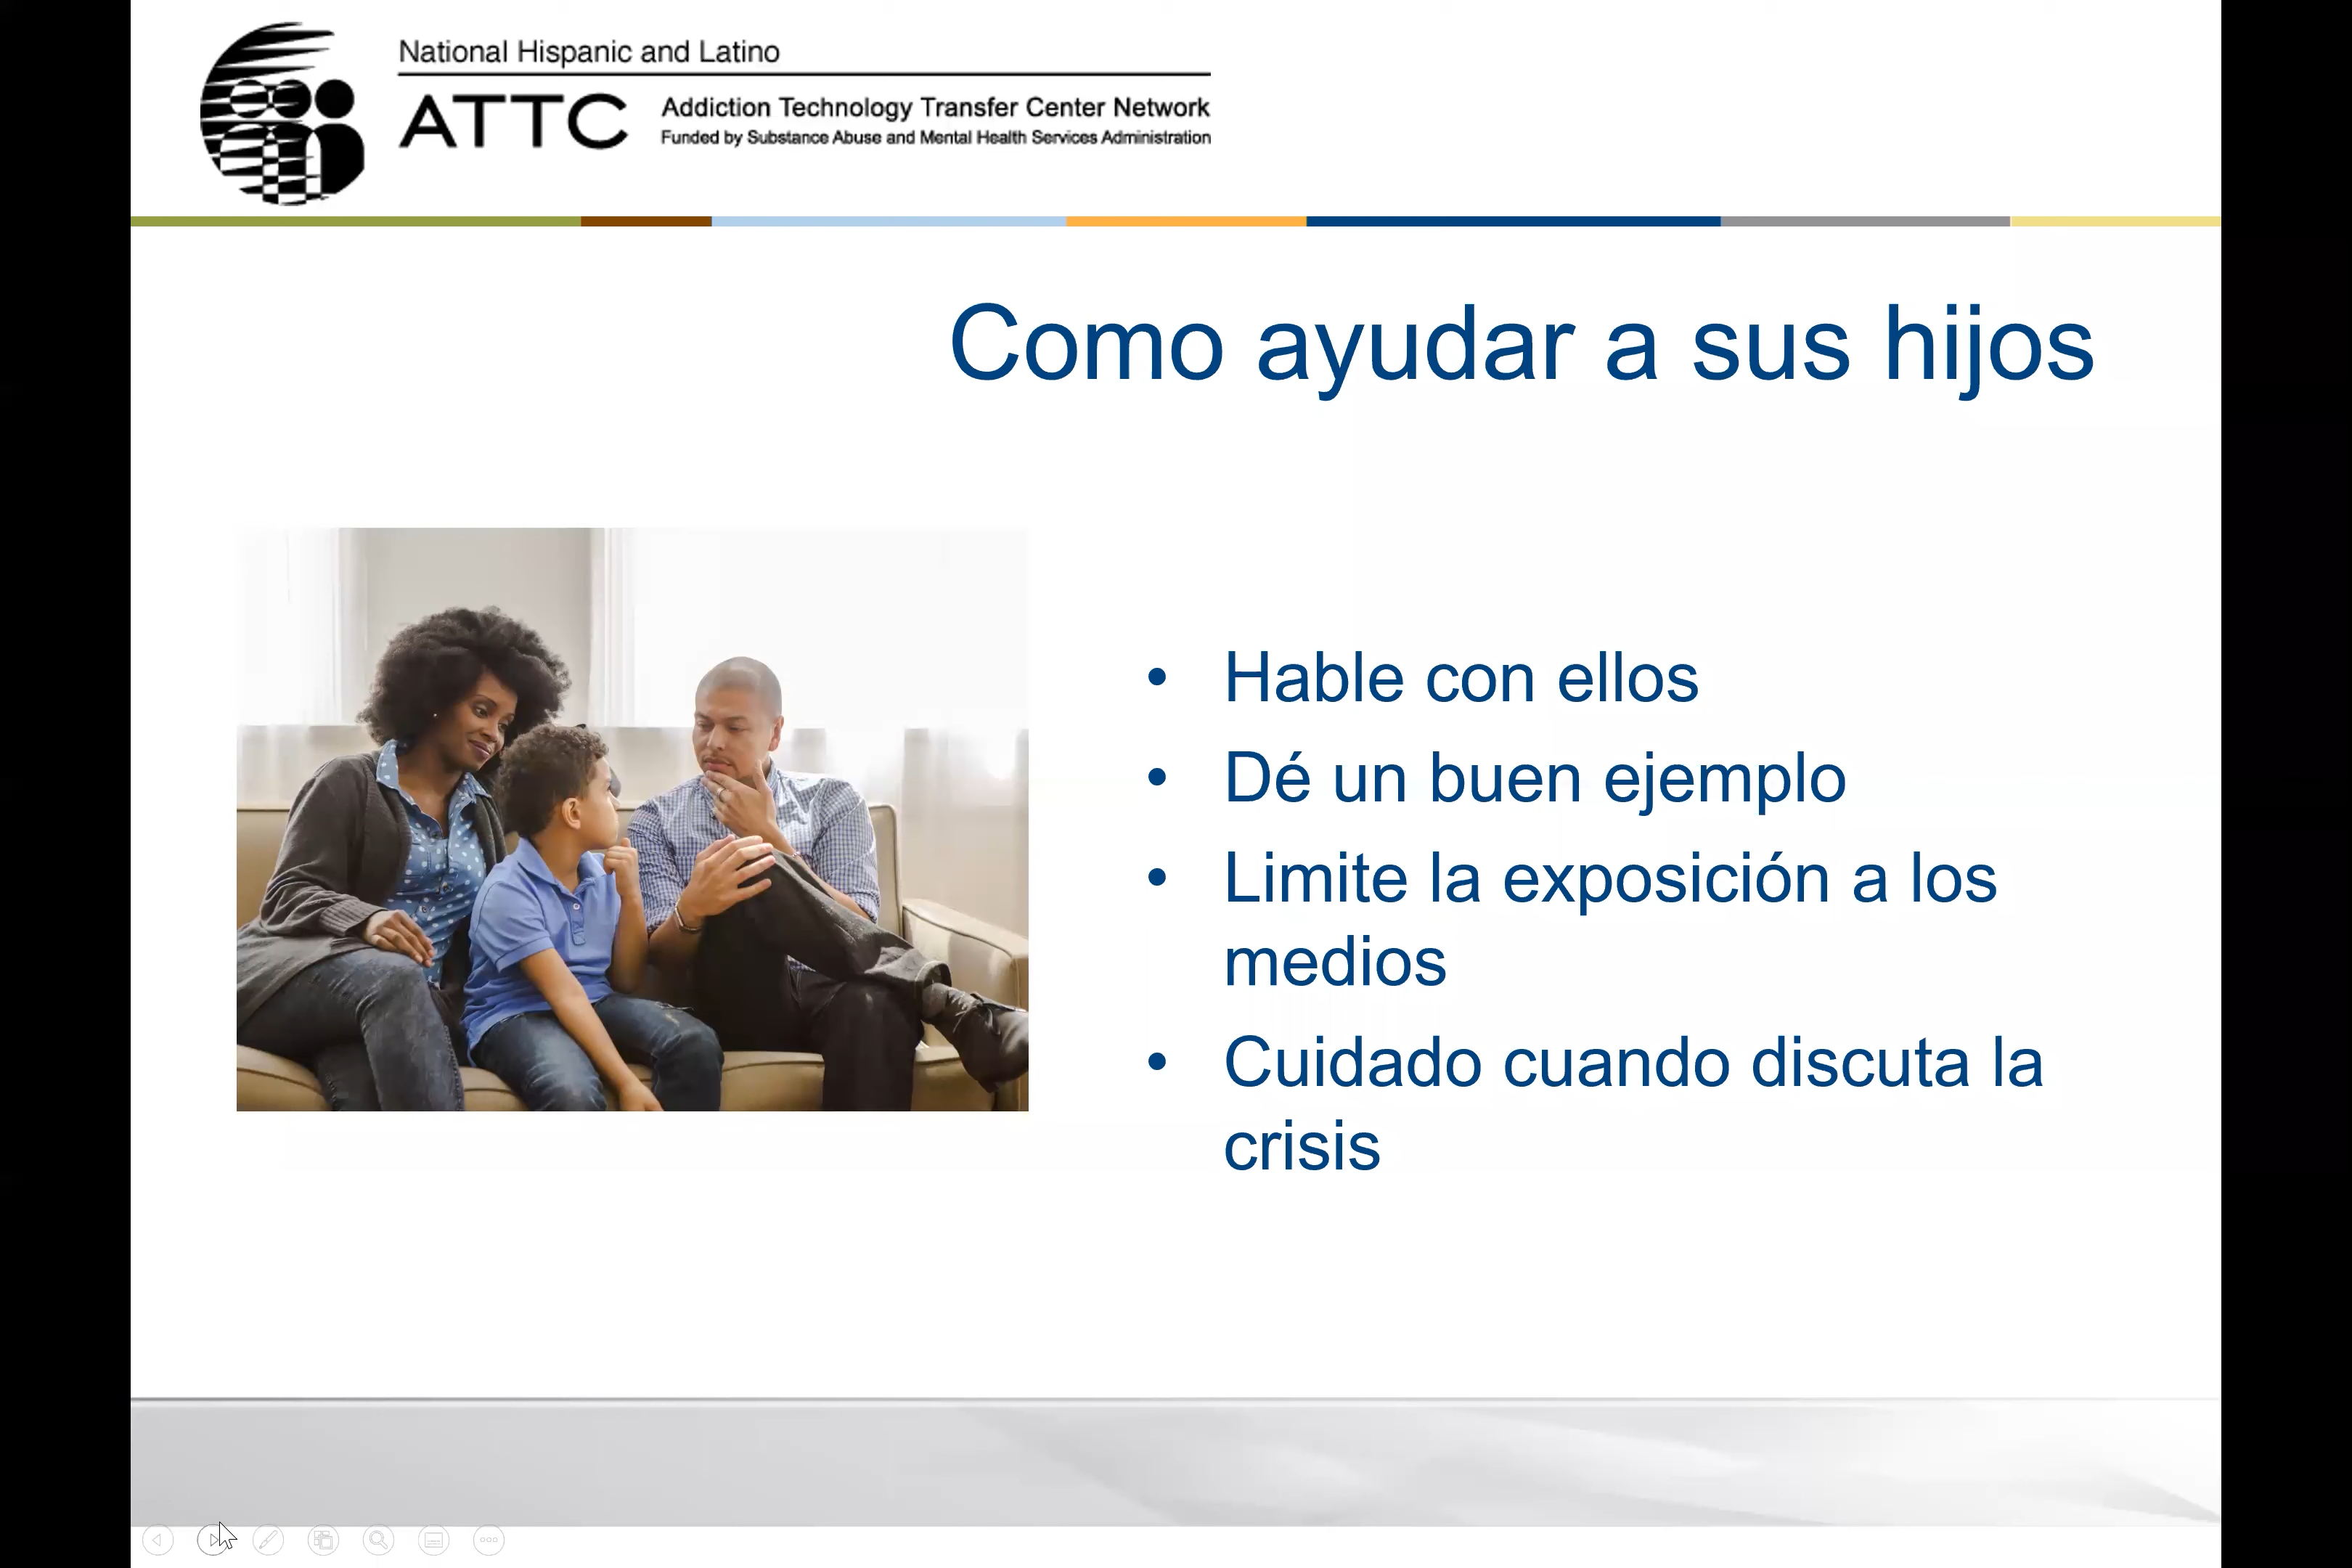 National Hispanic and Latino
ATTC
Addiction Technology Transfer Center Network
Funded by Substance Abuse and Mental Health Services Administration
Como ayudar a sus hijos
• Hable con ellos
• Dé un buen ejemplo
• Limite la exposición a los
medios
• Cuidado cuando discuta la
crisis